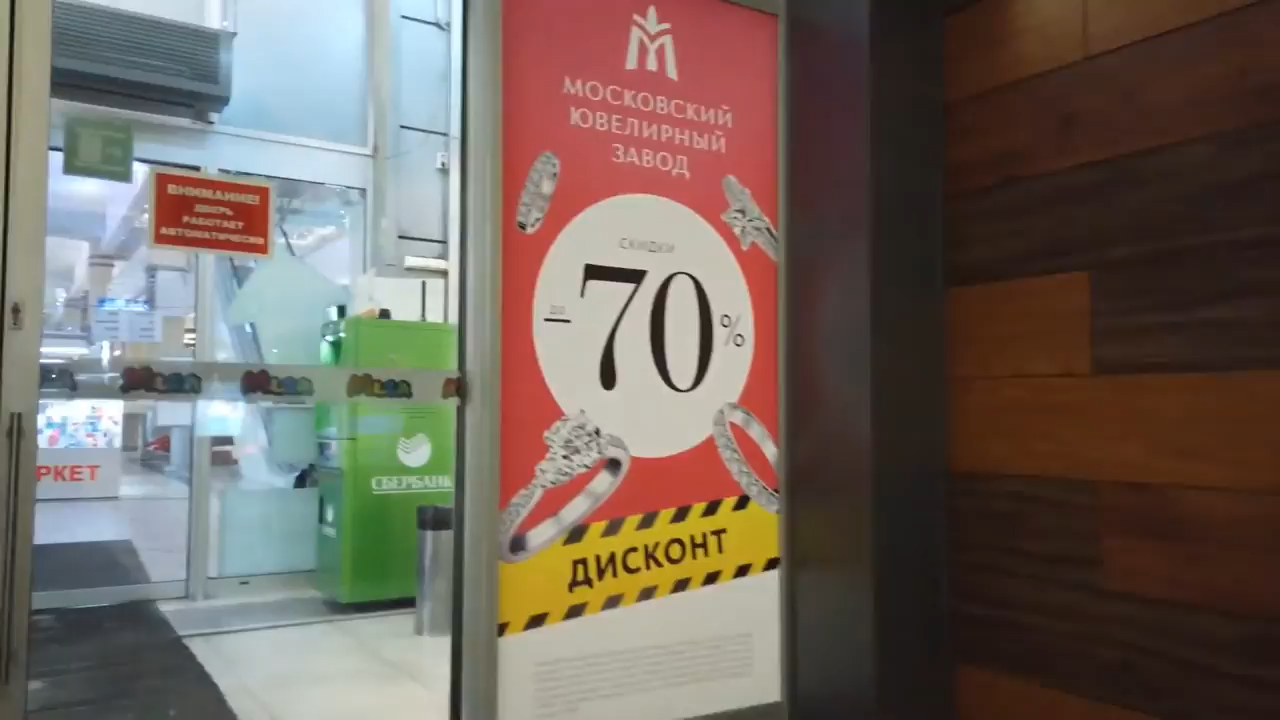 ВНИМАНИЕ!
ДВЕРЬ
РАБОТАЕТ
АВТОМАТИЧЕСКИ
РКЕТ
СБЕРБАНК
МОСКОВСКИЙ
ЮВЕЛИРНЫЙ
ЗАВОД
СКИДКИ
ДО
-70%
ДИСКОНТ